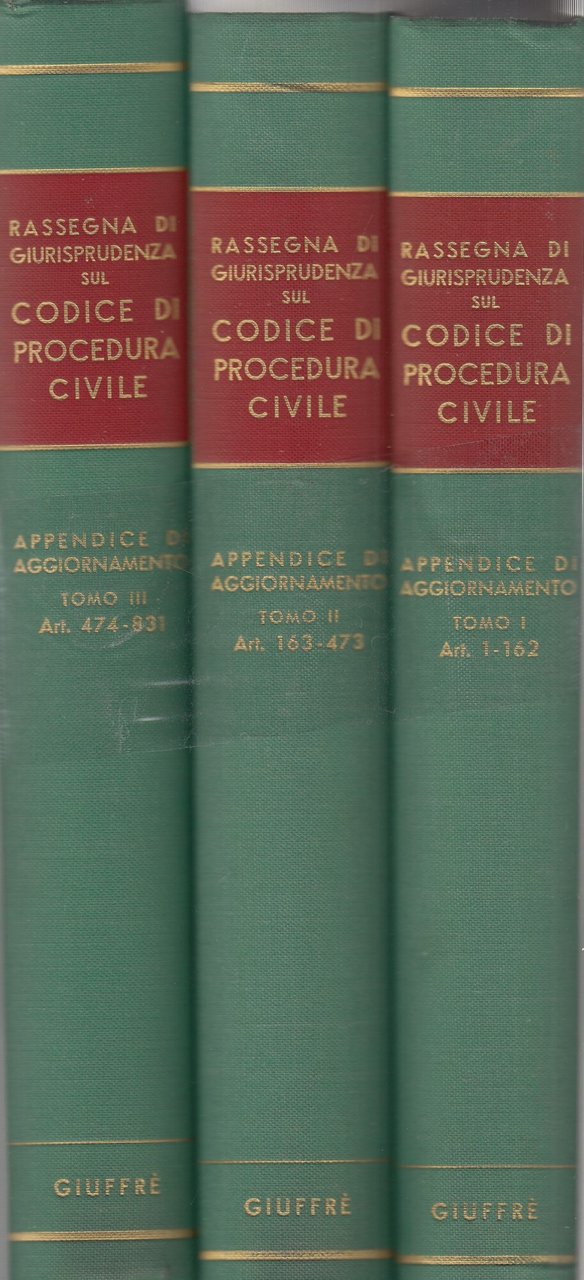 RASSEGNA DI
GIURISPRUDENZA
SUL
CODICE DI
PROCEDURA
CIVILE
APPENDICE DI
AGGIORNAMENTO
TOMO III
Art. 474-831
GIUFFRÈ
RASSEGNA DI
GIURISPRUDENZA
SUL
CODICE DI
PROCEDURA
CIVILE
APPENDICE DI
AGGIORNAMENTO
TOMO II
Art. 163-473
GIUFFRÈ
RASSEGNA DI
GIURISPRUDENZA
SUL
CODICE DI
PROCEDURA
CIVILE
APPENDICE DI
AGGIORNAMENTO
TOMO I
Art. 1-162
GIUFFRÈ